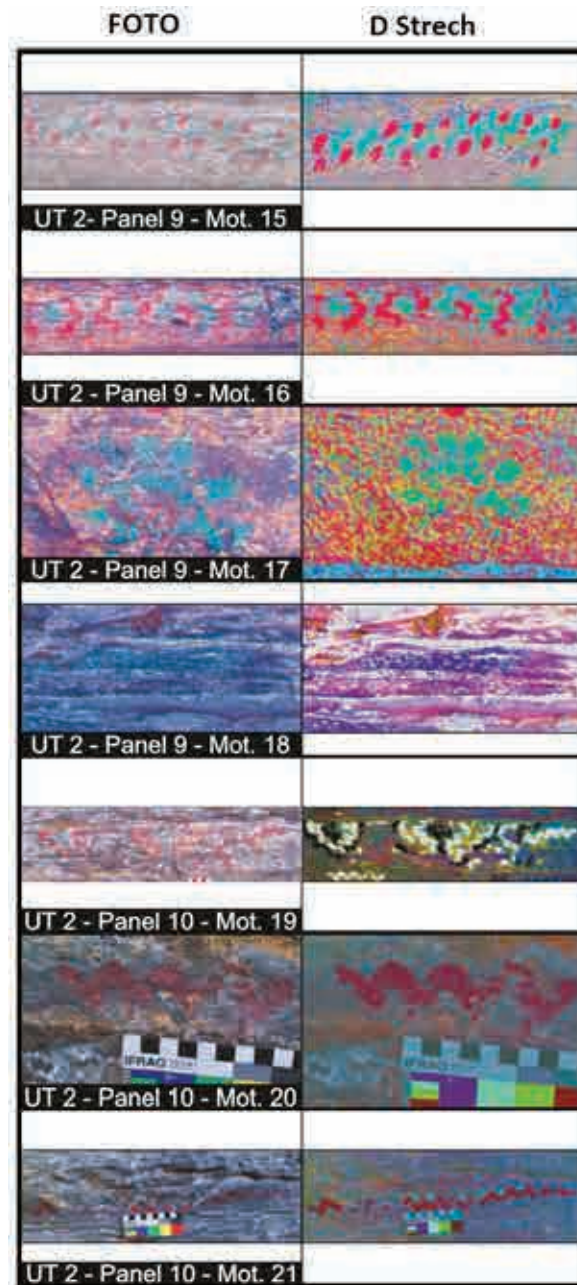 FOTO D Strech
UT 2- Panel 9 - Mot. 15
UT 2 - Panel 9 - Mot. 16
UT 2 - Panel 9 - Mot. 17
UT 2 - Panel 9 - Mot. 18
UT 2 - Panel 10 - Mot. 19
IFRAO
UT 2 - Panel 10 - Mot. 20
UT 2 - Panel 10 - Mot. 21